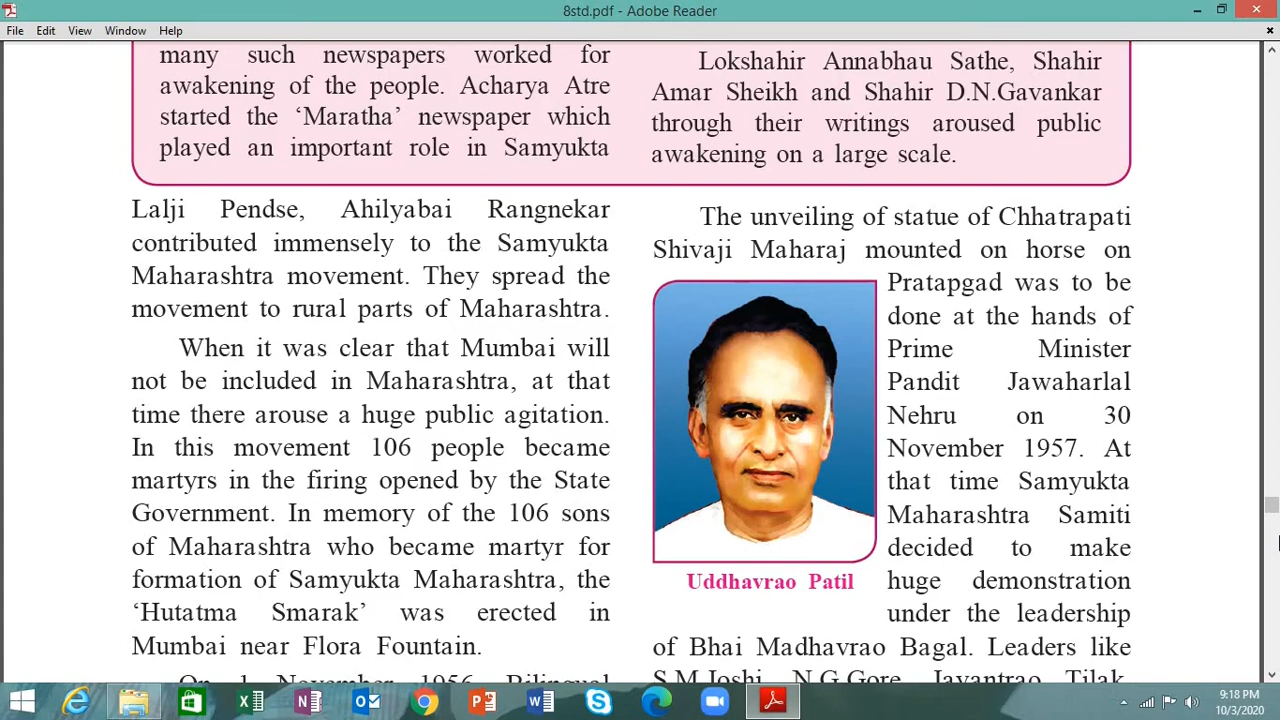 8std.pdf - Adobe Reader
File Edit View Window Help
many such newspapers worked for
awakening of the people. Acharya Atre
started the ‘Maratha’ newspaper which
played an important role in Samyukta
Lalji Pendse, Ahilyabai Rangnekar
contributed immensely to the Samyukta
Maharashtra movement. They spread the
movement to rural parts of Maharashtra.
When it was clear that Mumbai will
not be included in Maharashtra, at that
time there arouse a huge public agitation.
In this movement 106 people became
martyrs in the firing opened by the State
Government. In memory of the 106 sons
of Maharashtra who became martyr for
formation of Samyukta Maharashtra, the
‘Hutatma Smarak’ was erected in
Mumbai near Flora Fountain.
On 1 November 1956, Bilingual
Lokshahir Annabhau Sathe, Shahir
Amar Sheikh and Shahir D.N.Gavankar
through their writings aroused public
awakening on a large scale.
The unveiling of statue of Chhatrapati
Shivaji Maharaj mounted on horse on
Pratapgad was to be
done at the hands of
Prime Minister
Pandit Jawaharlal
Nehru on 30
November 1957. At
that time Samyukta
Maharashtra Samiti
decided to make
huge demonstration
under the leadership
Uddhavrao Patil
of Bhai Madhavrao Bagal. Leaders like
S.M.Joshi, N.G.Gore, Jayantrao Tilak,
9:18 PM
10/3/2020